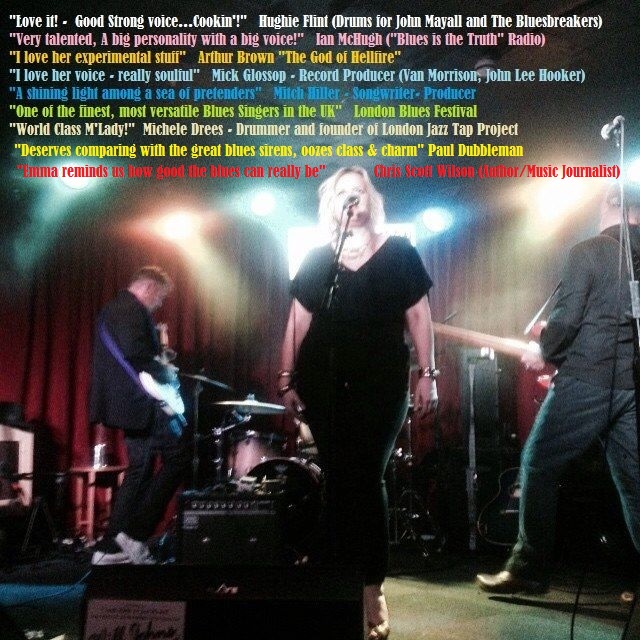 "Love it! - Good Strong voice...Cookin'!" Hughie Flint (Drums for John Mayall and The Bluesbreakers)
"Very talented, A big personality with a big voice!" Ian McHugh ("Blues is the Truth" Radio)
"I love her experimental stuff" Arthur Brown "The God of Hellfire"
"I love her voice - really soulful" Mick Glossop - Record Producer (Van Morrison, John Lee Hooker)
"A shining light among a sea of pretenders" Mitch Hiller - Songwriter- Producer
"One of the finest, most versatile Blues Singers in the UK" London Blues Festival
"World Class M'Lady!" Michele Drees - Drummer and founder of London Jazz Tap Project
"Deserves comparing with the great blues sirens, oozes class & charm" Paul Dubbleman
"Emma reminds us how good the blues can really be" Chris Scott Wilson (Author/Music Journalist)